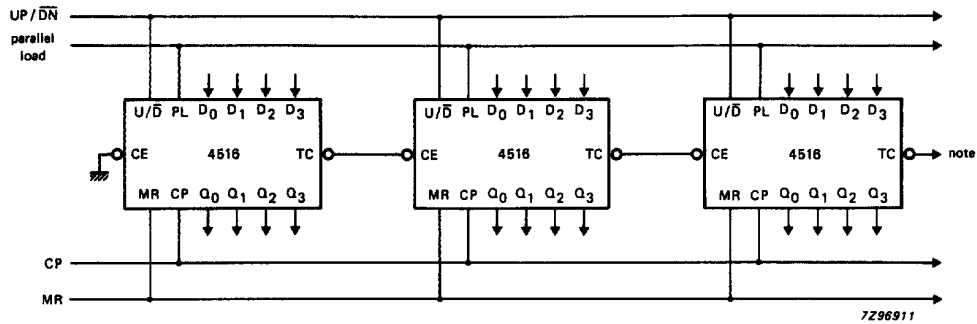 UP/D̅N̅
parallel
load
U/D̅ PL D₀ D₁ D₂ D₃
CE 4516 TC
MR CP Q₀ Q₁ Q₂ Q₃
U/D̅ PL D₀ D₁ D₂ D₃
CE 4516 TC
MR CP Q₀ Q₁ Q₂ Q₃
U/D̅ PL D₀ D₁ D₂ D₃
CE 4516 TC
MR CP Q₀ Q₁ Q₂ Q₃
note
CP
MR
7Z96911